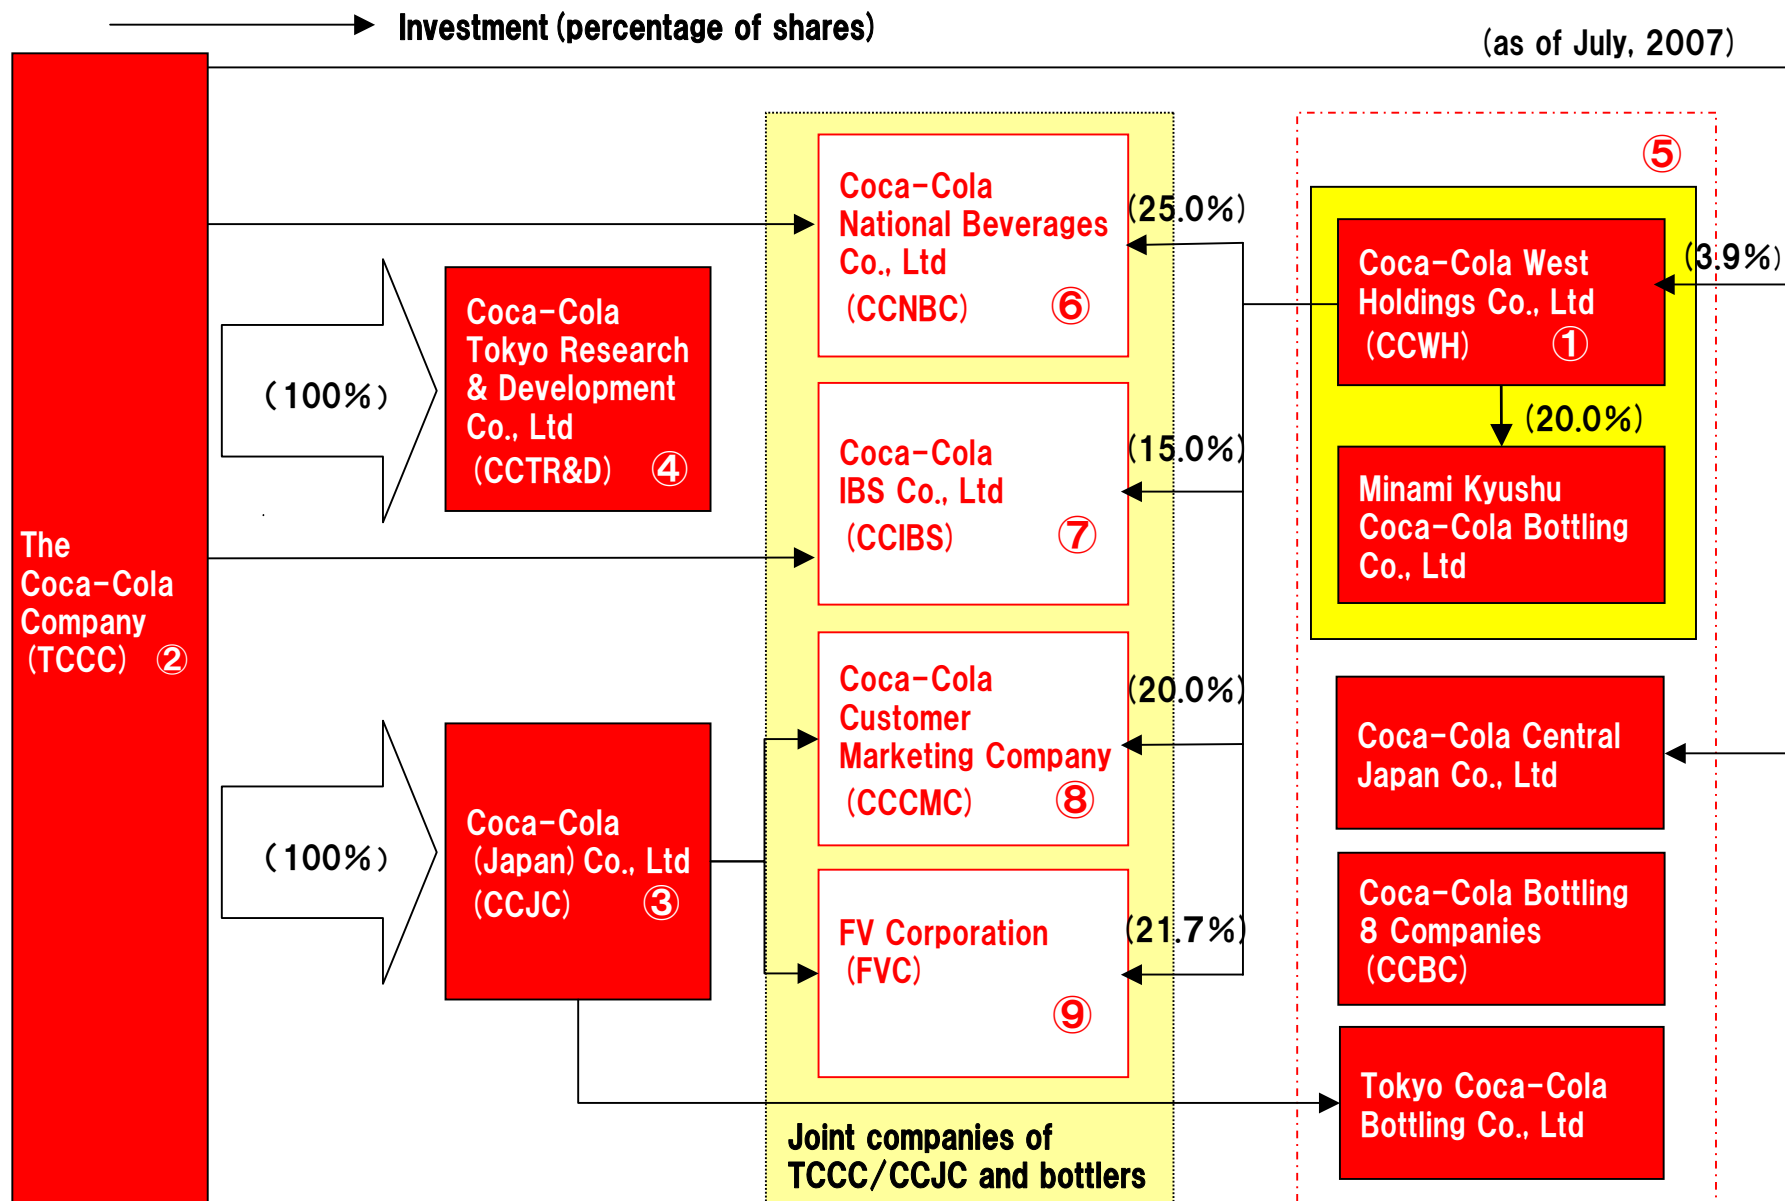 Investment (percentage of shares)
(as of July, 2007)
The
Coca-Cola
Company
(TCCC) ②
(100%)
Coca-Cola
Tokyo Research
& Development
Co., Ltd
(CCTR&D) ④
(100%)
Coca-Cola
(Japan) Co., Ltd
(CCJC) ③
Coca-Cola
National Beverages
Co., Ltd
(CCNBC) ⑥
(25.0%)
Coca-Cola
IBS Co., Ltd
(CCIBS) ⑦
(15.0%)
Coca-Cola
Customer
Marketing Company
(CCCMC) ⑧
(20.0%)
FV Corporation
(FVC)
⑨
(21.7%)
Joint companies of
TCCC/CCJC and bottlers
⑤
Coca-Cola West
Holdings Co., Ltd
(CCWH) ①
(3.9%)
(20.0%)
Minami Kyushu
Coca-Cola Bottling
Co., Ltd
Coca-Cola Central
Japan Co., Ltd
Coca-Cola Bottling
8 Companies
(CCBC)
Tokyo Coca-Cola
Bottling Co., Ltd